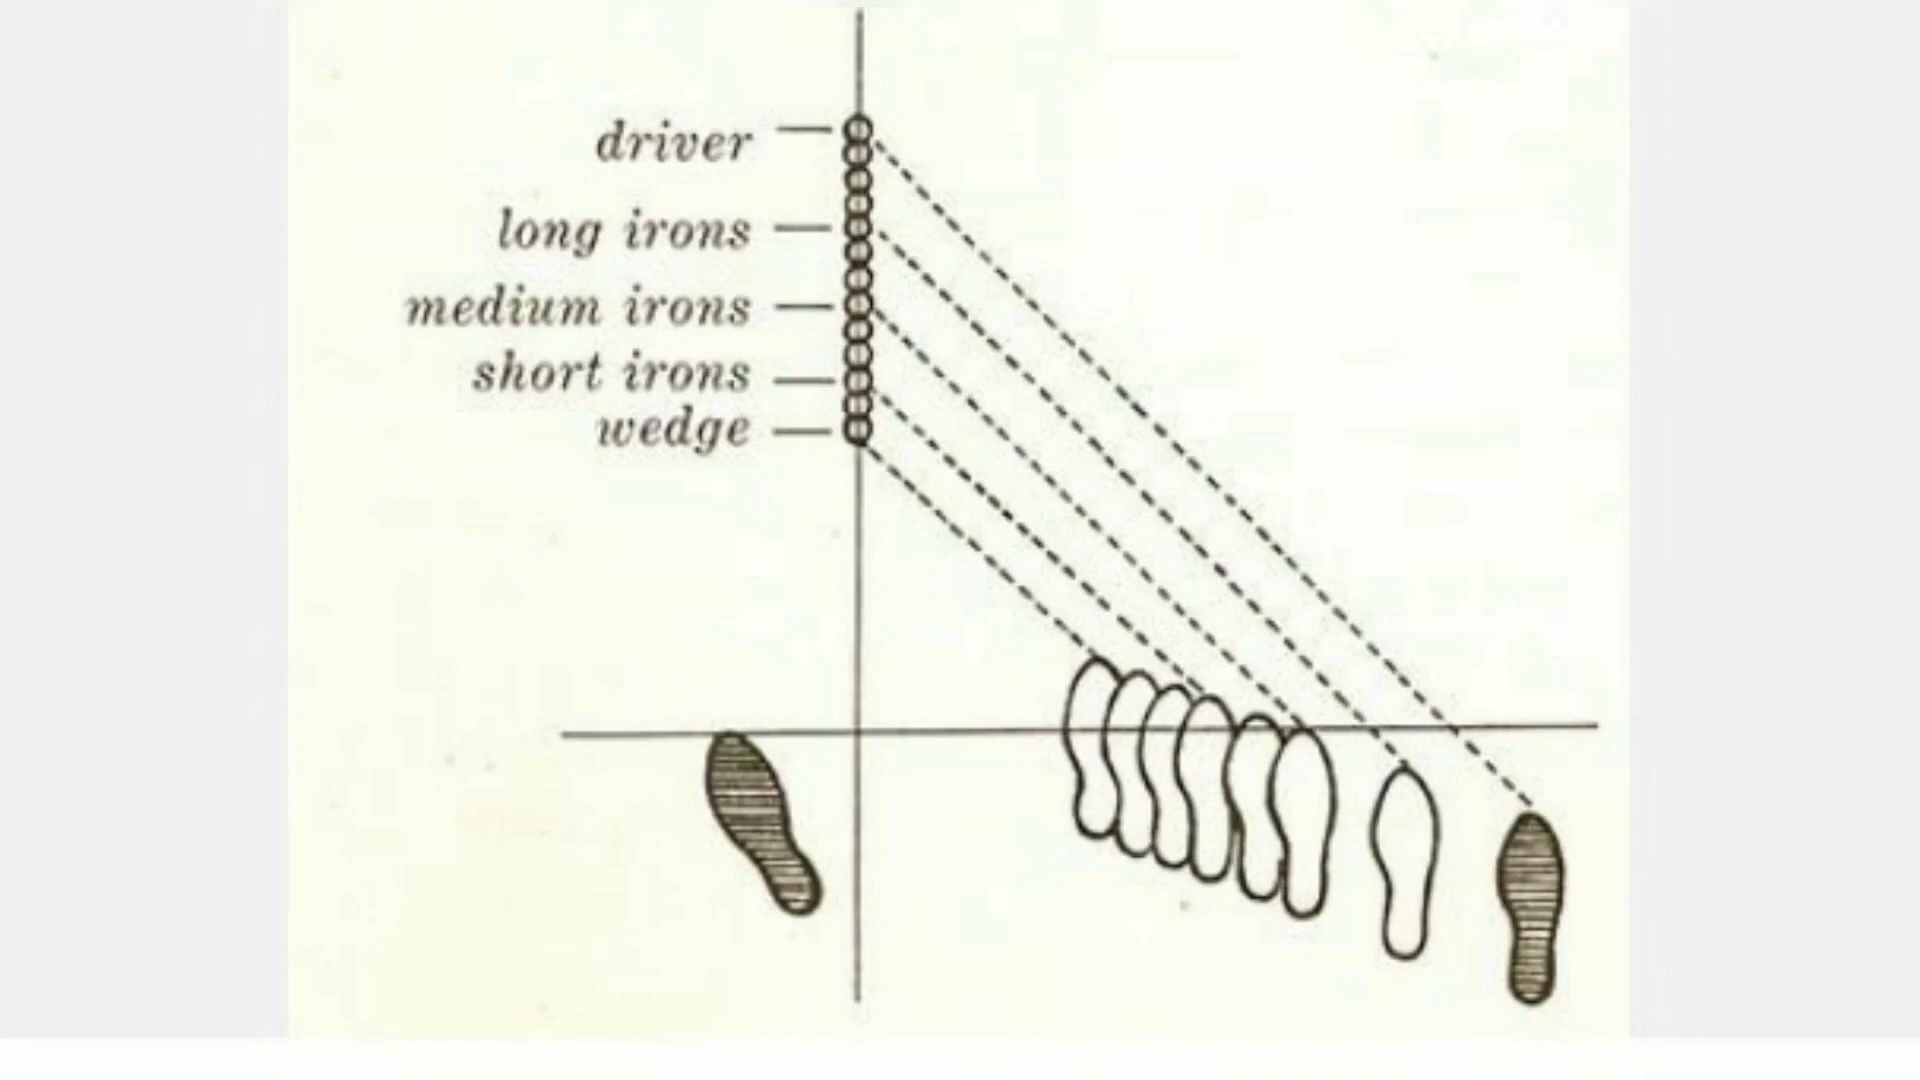 driver
long irons
medium irons
short irons
wedge